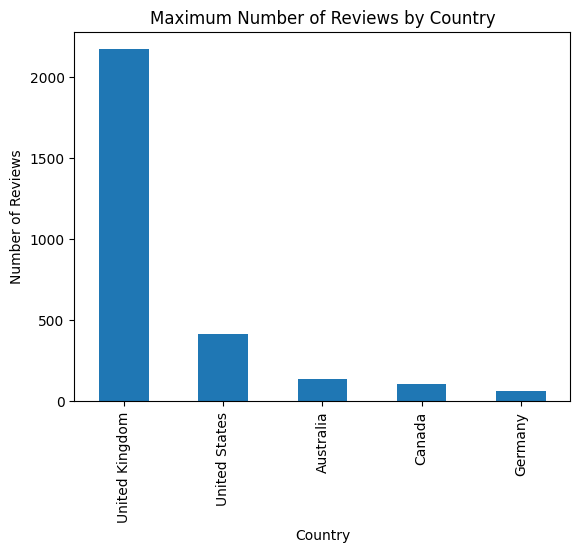 Maximum Number of Reviews by Country
Number of Reviews
2000
1500
1000
500
0
United Kingdom
United States
Australia
Canada
Germany
Country